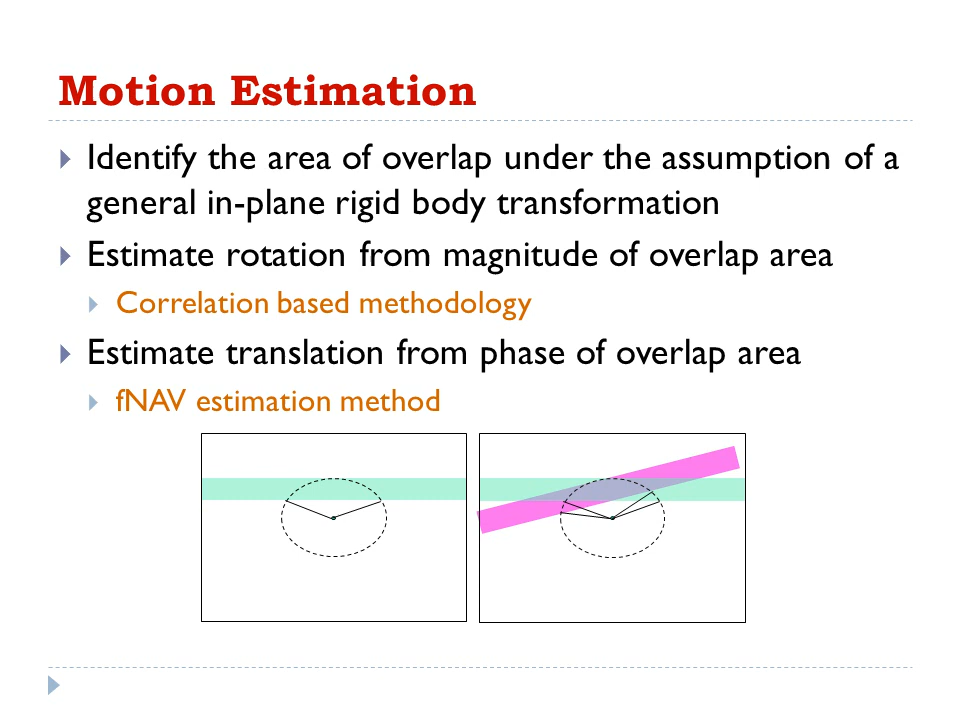 Motion Estimation
Identify the area of overlap under the assumption of a
general in-plane rigid body transformation
Estimate rotation from magnitude of overlap area
Correlation based methodology
Estimate translation from phase of overlap area
fNAV estimation method